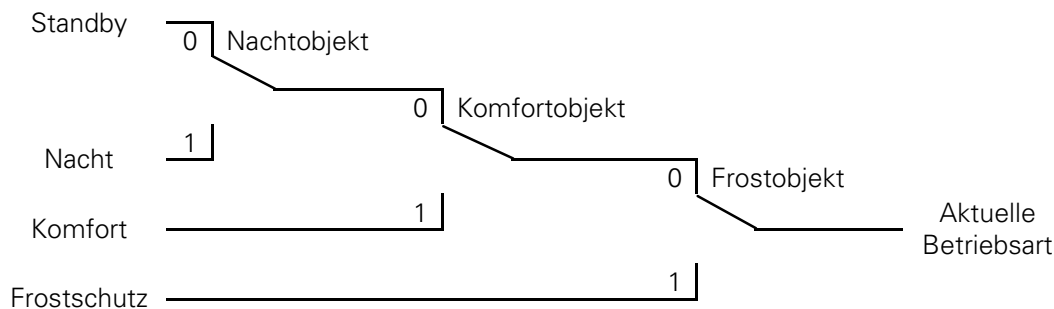 Standby
0 Nachtobjekt
0 Komfortobjekt
Nacht 1
0 Frostobjekt
Komfort 1
Aktuelle
Betriebsart
Frostschutz 1